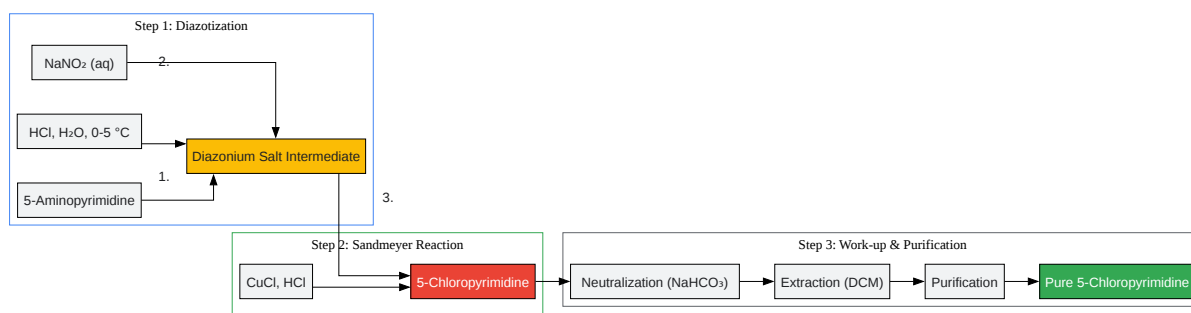 Step 1: Diazotization
NaNO₂ (aq)
2.
HCl, H₂O, 0-5 °C
Diazonium Salt Intermediate
1.
5-Aminopyrimidine
3.
Step 2: Sandmeyer Reaction
CuCl, HCl
5-Chloropyrimidine
Step 3: Work-up & Purification
Neutralization (NaHCO₃)
Extraction (DCM)
Purification
Pure 5-Chloropyrimidine